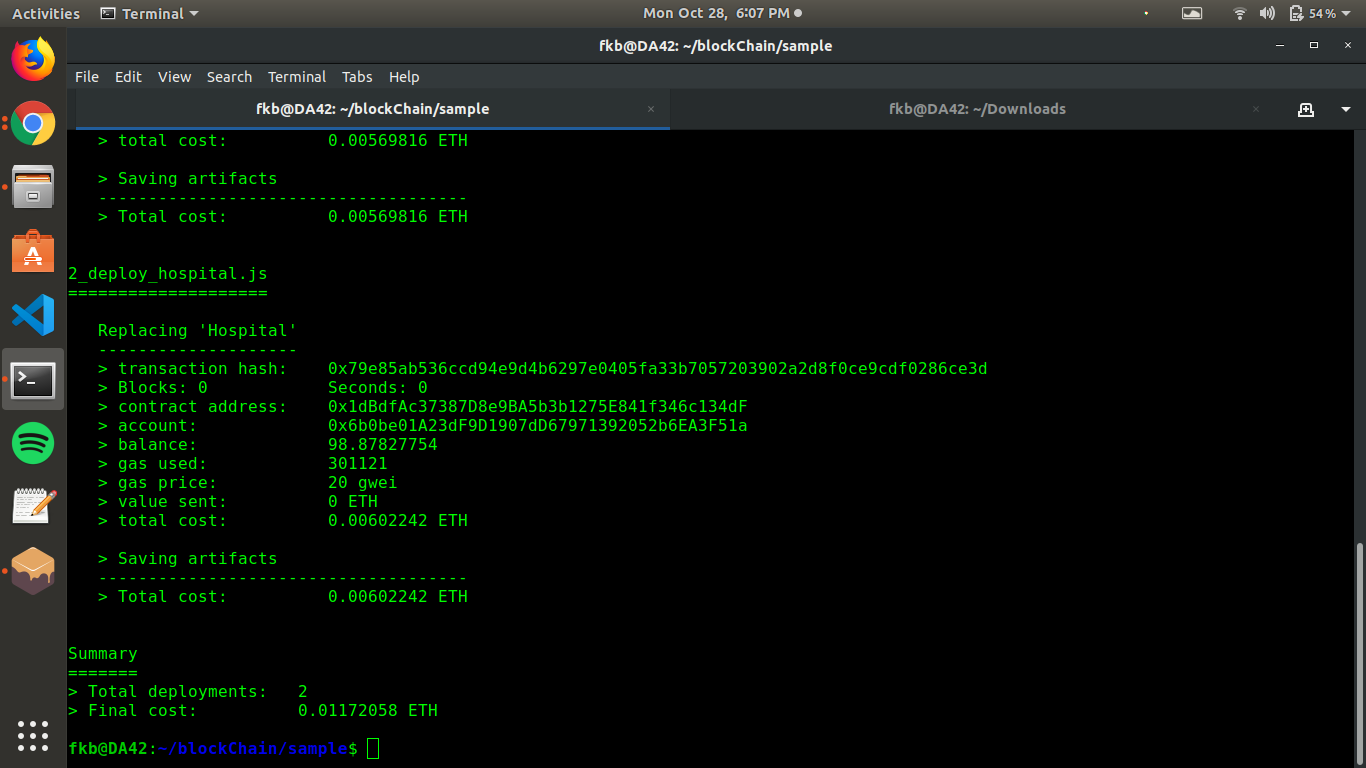 Activities Terminal Mon Oct 28, 6:07 PM 54 %
fkb@DA42: ~/blockChain/sample
File Edit View Search Terminal Tabs Help
fkb@DA42: ~/blockChain/sample × fkb@DA42: ~/Downloads ×
> total cost: 0.00569816 ETH
> Saving artifacts
-------------------------------------
> Total cost: 0.00569816 ETH
2_deploy_hospital.js
====================
Replacing 'Hospital'
--------------------
> transaction hash: 0x79e85ab536ccd94e9d4b6297e0405fa33b7057203902a2d8f0ce9cdf0286ce3d
> Blocks: 0 Seconds: 0
> contract address: 0x1dBdfAc37387D8e9BA5b3b1275E841f346c134dF
> account: 0x6b0be01A23dF9D1907dD67971392052b6EA3F51a
> balance: 98.87827754
> gas used: 301121
> gas price: 20 gwei
> value sent: 0 ETH
> total cost: 0.00602242 ETH
> Saving artifacts
-------------------------------------
> Total cost: 0.00602242 ETH
Summary
=======
> Total deployments: 2
> Final cost: 0.01172058 ETH
fkb@DA42:~/blockChain/sample$